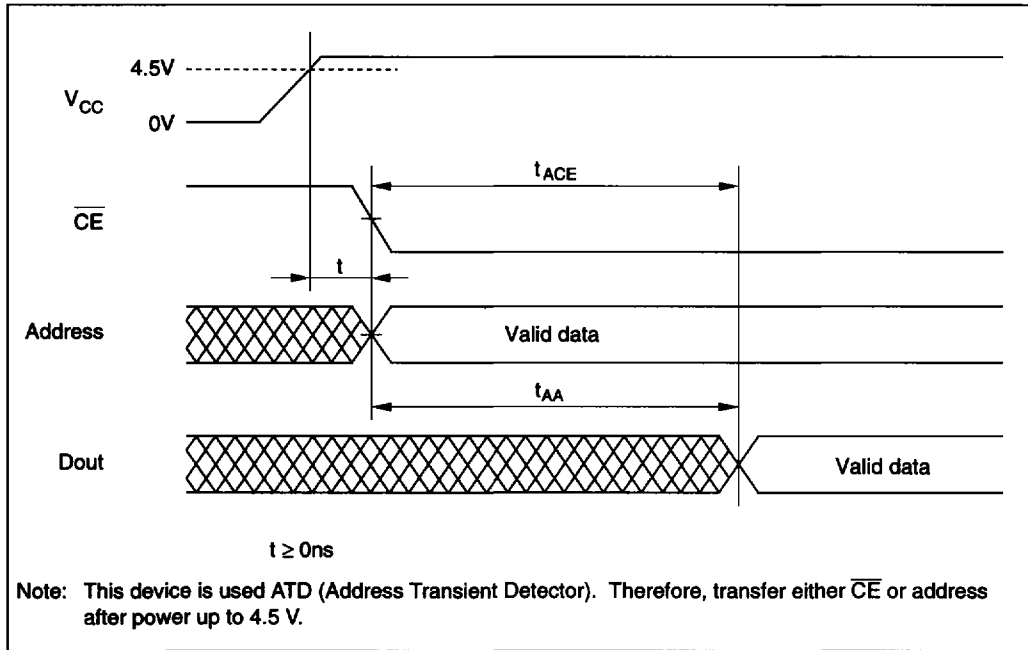 4.5V
V_CC
0V
t_ACE
CE
t
Address
Valid data
t_AA
Dout
Valid data
t ≥ 0ns
Note: This device is used ATD (Address Transient Detector). Therefore, transfer either CE or address
after power up to 4.5 V.